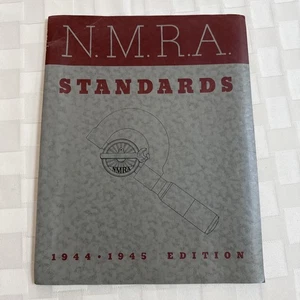 N.M.R.A.
STANDARDS
NMRA
1944 • 1945 EDITION